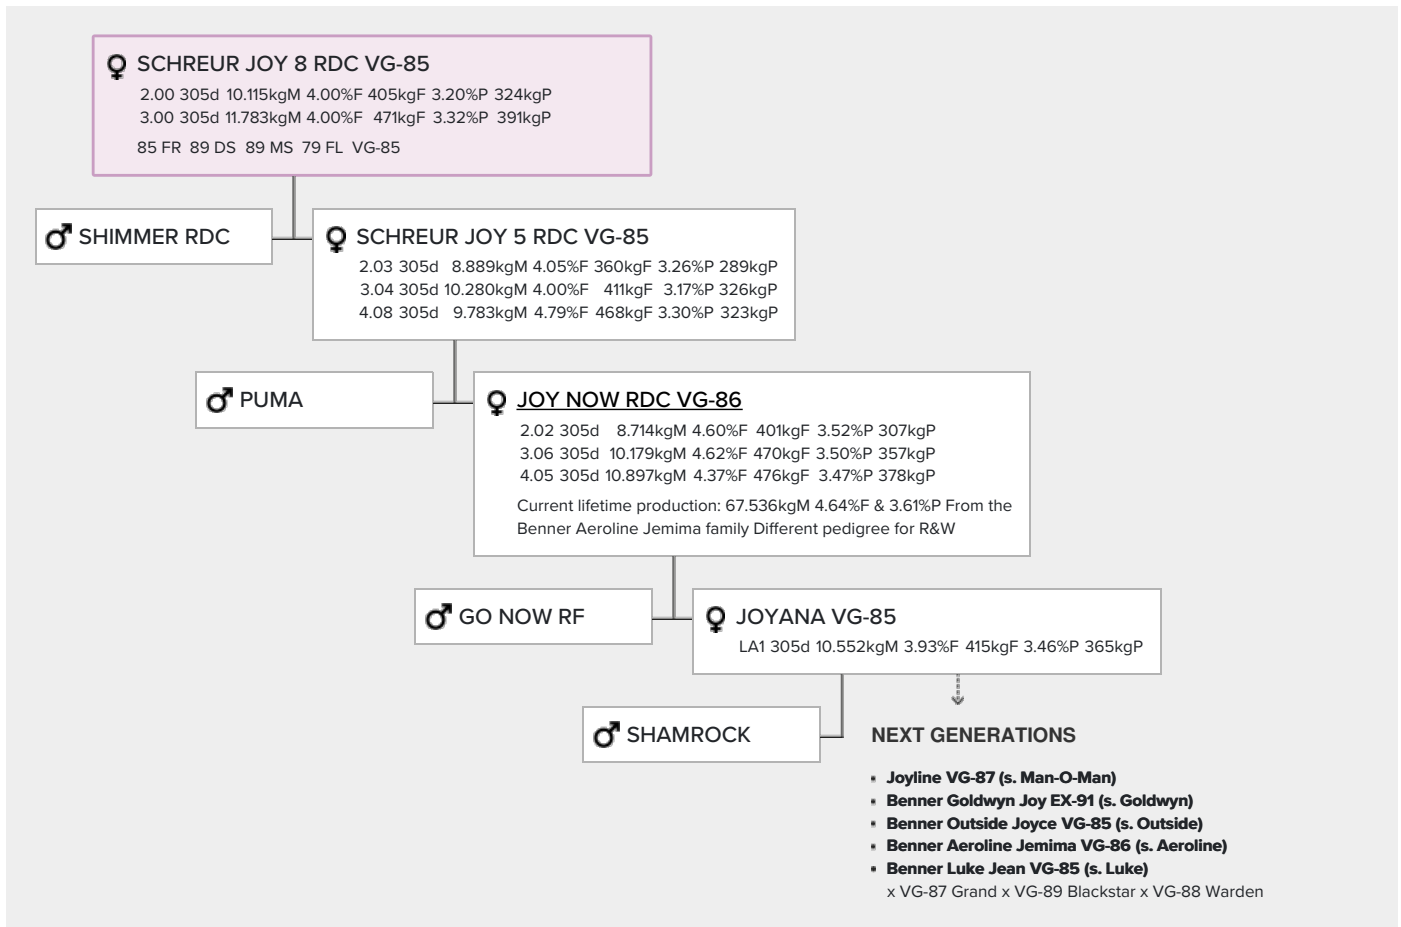 SCHREUR JOY 8 RDC VG-85
2.00 305d 10.115kgM 4.00%F 405kgF 3.20%P 324kgP
3.00 305d 11.783kgM 4.00%F 471kgF 3.32%P 391kgP
85 FR 89 DS 89 MS 79 FL VG-85
SHIMMER RDC
SCHREUR JOY 5 RDC VG-85
2.03 305d 8.889kgM 4.05%F 360kgF 3.26%P 289kgP
3.04 305d 10.280kgM 4.00%F 411kgF 3.17%P 326kgP
4.08 305d 9.783kgM 4.79%F 468kgF 3.30%P 323kgP
PUMA
JOY NOW RDC VG-86
2.02 305d 8.714kgM 4.60%F 401kgF 3.52%P 307kgP
3.06 305d 10.179kgM 4.62%F 470kgF 3.50%P 357kgP
4.05 305d 10.897kgM 4.37%F 476kgF 3.47%P 378kgP
Current lifetime production: 67.536kgM 4.64%F & 3.61%P From the
Benner Aeroline Jemima family Different pedigree for R&W
GO NOW RF
JOYANA VG-85
LA1 305d 10.552kgM 3.93%F 415kgF 3.46%P 365kgP
SHAMROCK
NEXT GENERATIONS
▪ Joyline VG-87 (s. Man-O-Man)
▪ Benner Goldwyn Joy EX-91 (s. Goldwyn)
▪ Benner Outside Joyce VG-85 (s. Outside)
▪ Benner Aeroline Jemima VG-86 (s. Aeroline)
▪ Benner Luke Jean VG-85 (s. Luke)
x VG-87 Grand x VG-89 Blackstar x VG-88 Warden